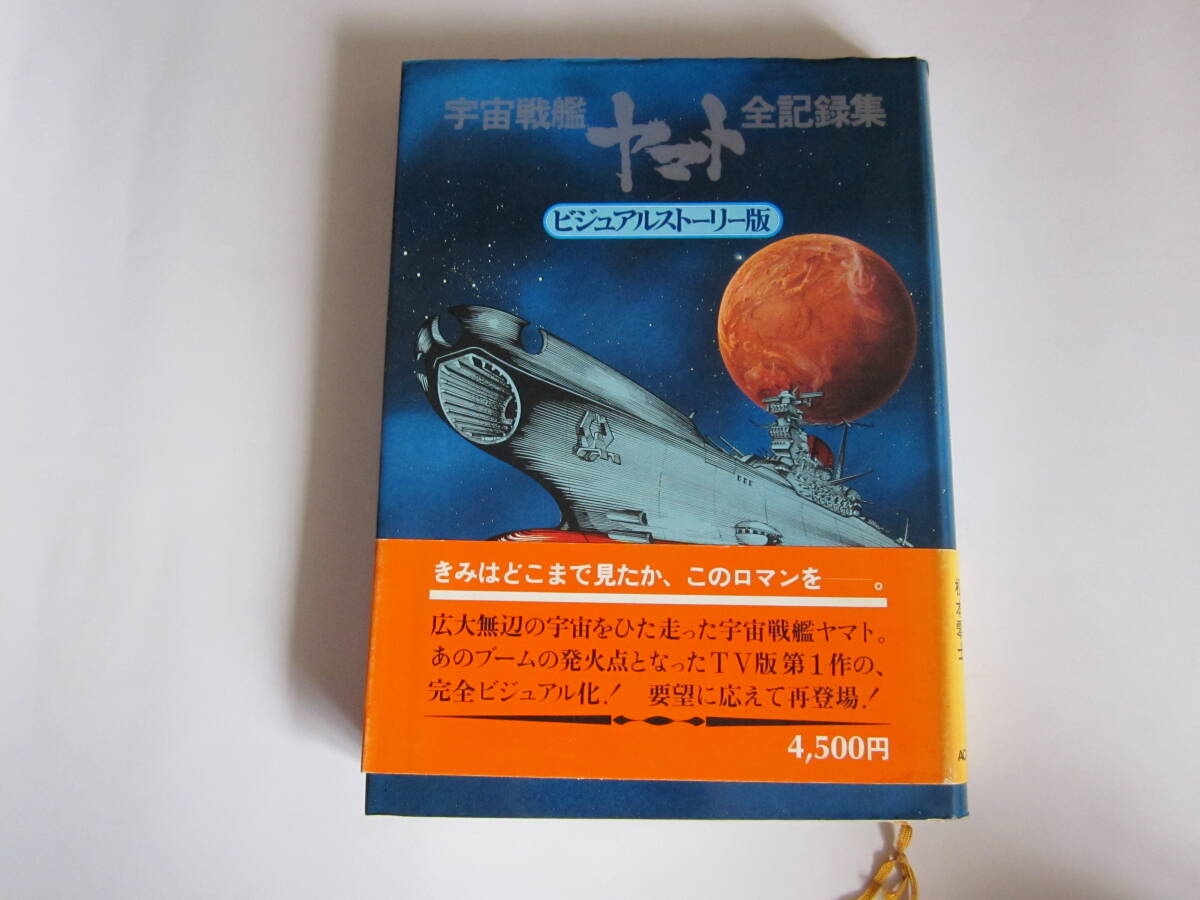 宇宙戦艦 ヤマト 全記録集
ビジュアルストーリー版
きみはどこまで見たか、このロマンを――。
広大無辺の宇宙をひた走った宇宙戦艦ヤマト。
あのブームの発火点となったTV版第1作の、
完全ビジュアル化! 要望に応えて再登場!
4,500円
本零士